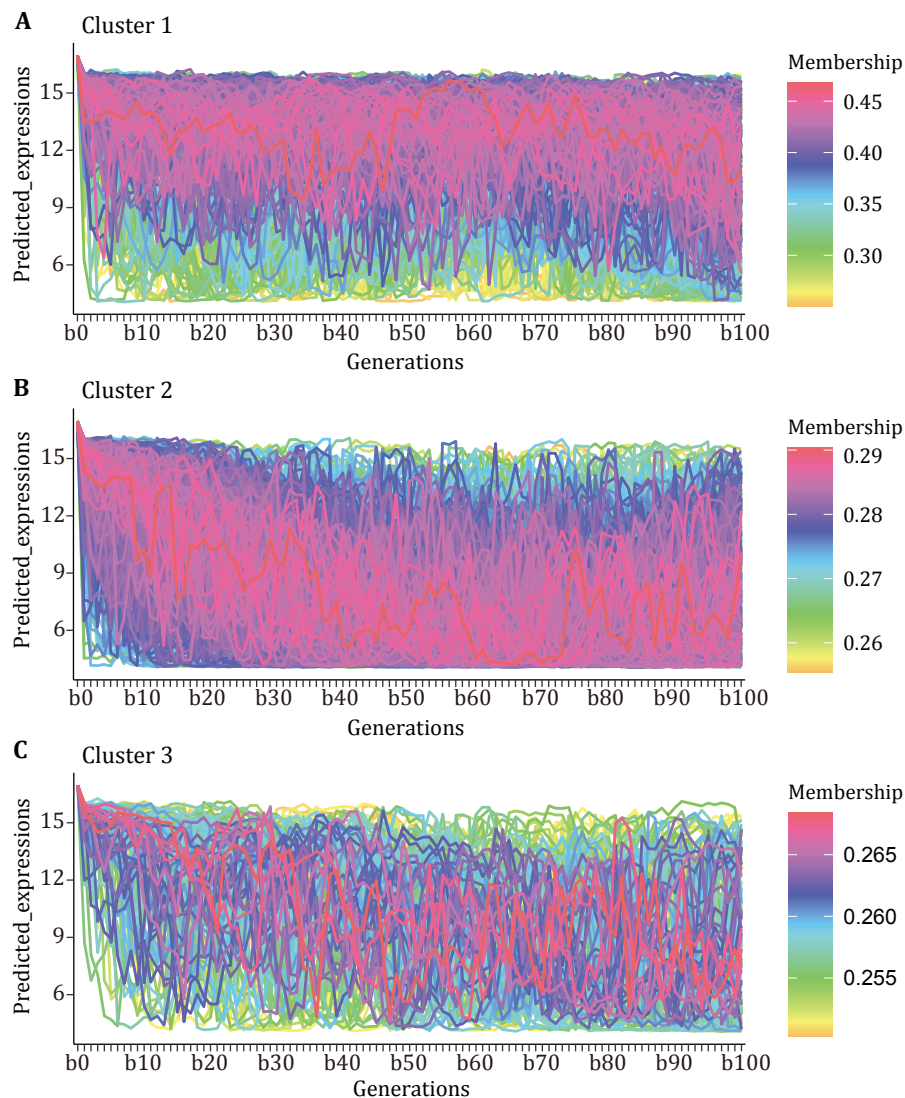 A
Cluster 1
Predicted_expressions
15
12
9
6
b0 b10 b20 b30 b40 b50 b60 b70 b80 b90 b100
Generations
Membership
0.45
0.40
0.35
0.30
B
Cluster 2
Predicted_expressions
15
12
9
6
b0 b10 b20 b30 b40 b50 b60 b70 b80 b90 b100
Generations
Membership
0.29
0.28
0.27
0.26
C
Cluster 3
Predicted_expressions
15
12
9
6
b0 b10 b20 b30 b40 b50 b60 b70 b80 b90 b100
Generations
Membership
0.265
0.260
0.255